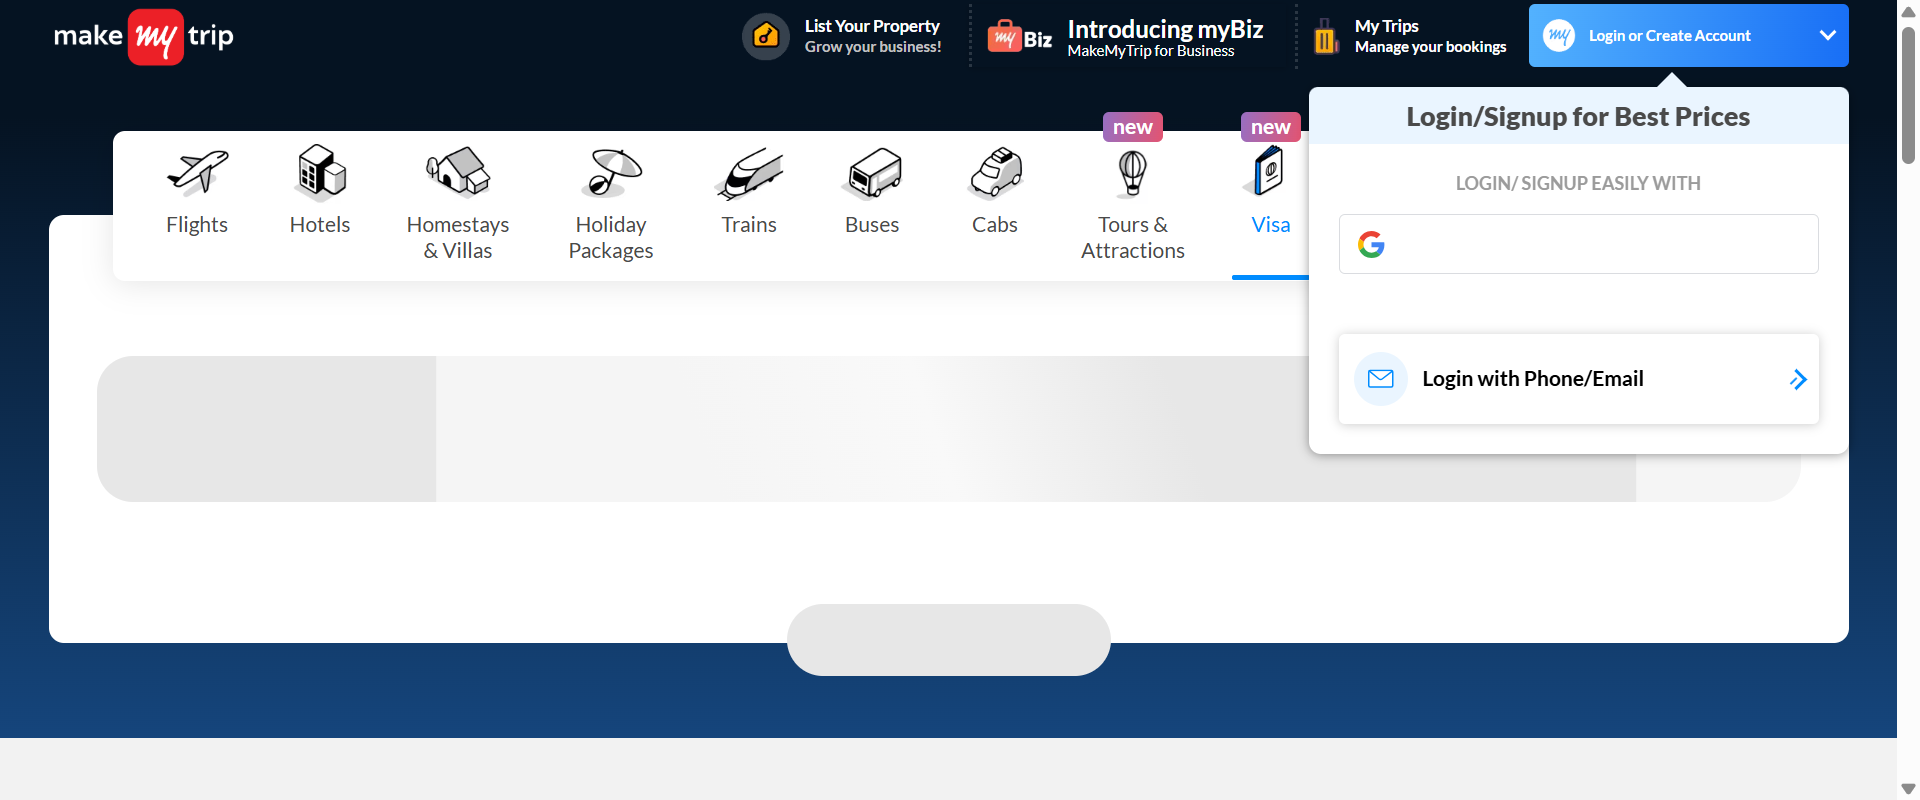 make my trip
List Your Property
Grow your business!
my Biz
Introducing myBiz
MakeMyTrip for Business
My Trips
Manage your bookings
my Login or Create Account
Login/Signup for Best Prices
LOGIN/ SIGNUP EASILY WITH
G
Login with Phone/Email
new
new
Flights
Hotels
Homestays
& Villas
Holiday
Packages
Trains
Buses
Cabs
Tours &
Attractions
Visa